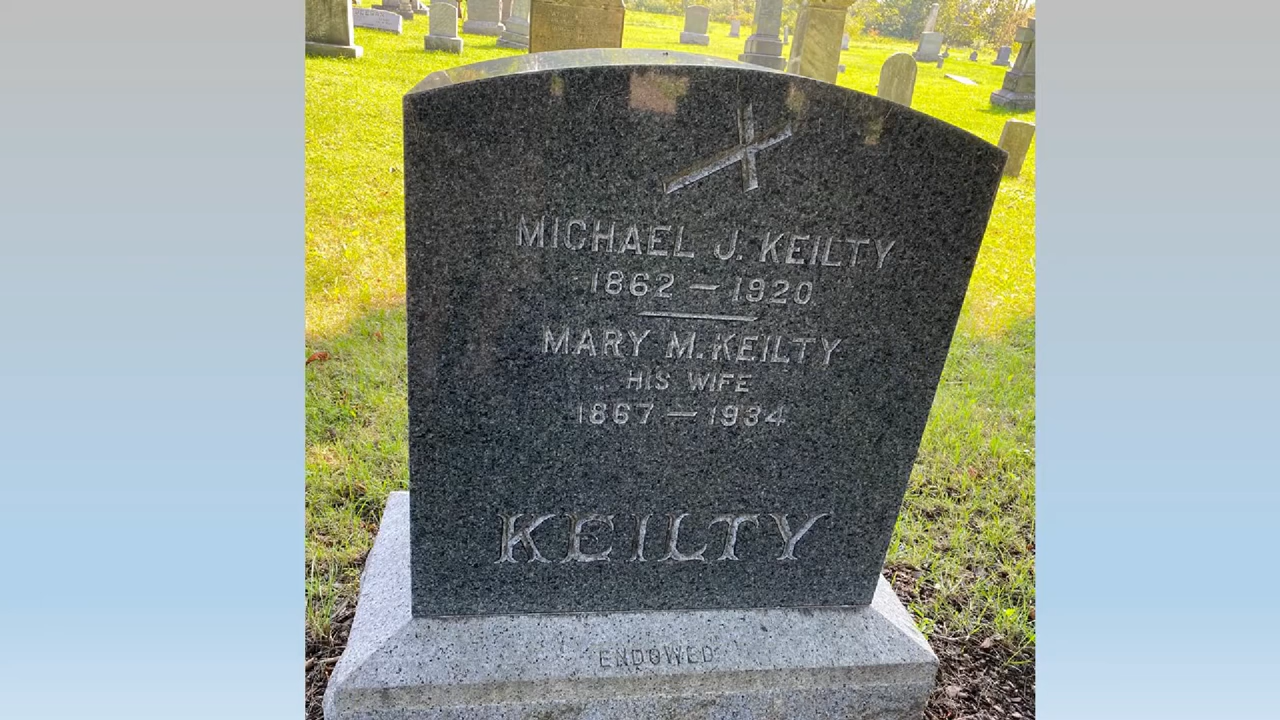 MICHAEL J. KEILTY
1862 — 1920
MARY M. KEILTY
HIS WIFE
1867 — 1934
KEILTY
ENDOWED